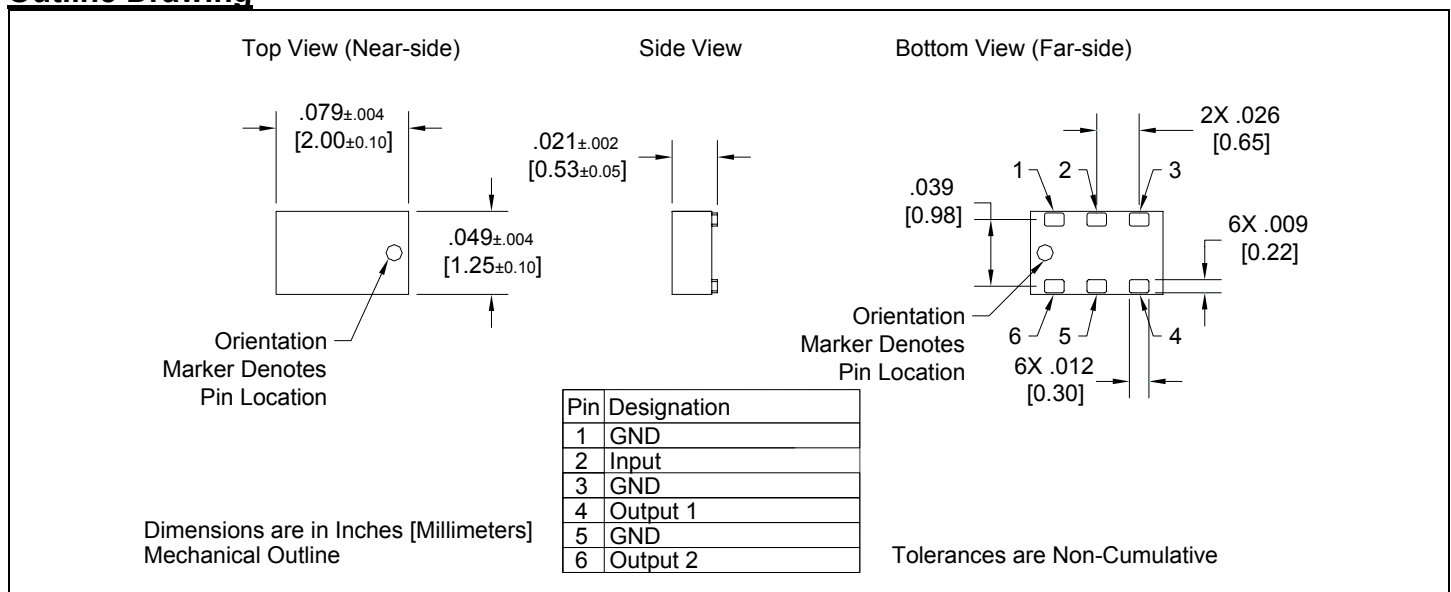 Outline Drawing
Top View (Near-side)
Side View
Bottom View (Far-side)
.079±.004
[2.00±0.10]
.049±.004
[1.25±0.10]
Orientation
Marker Denotes
Pin Location
.021±.002
[0.53±0.05]
2X .026
[0.65]
1
2
3
.039
[0.98]
6X .009
[0.22]
Orientation
Marker Denotes
Pin Location
6
5
4
6X .012
[0.30]
Pin Designation
1 GND
2 Input
3 GND
4 Output 1
5 GND
6 Output 2
Dimensions are in Inches [Millimeters]
Mechanical Outline
Tolerances are Non-Cumulative